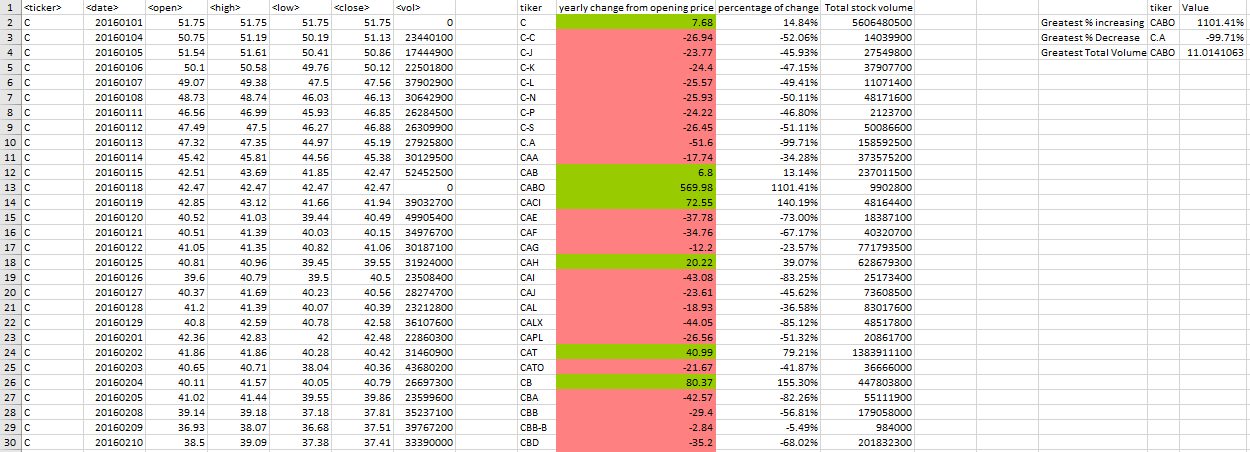 1 <ticker> <date> <open> <high> <low> <close> <vol> tiker yearly change from opening price percentage of change Total stock volume tiker Value
2 C 20160101 51.75 51.75 51.75 51.75 0 C 7.68 14.84% 5606480500 Greatest % increasing CABO 1101.41%
3 C 20160104 50.75 51.19 50.19 51.13 23440100 C-C -26.94 -52.06% 14039900 Greatest % Decrease C.A -99.71%
4 C 20160105 51.54 51.61 50.41 50.86 17444900 C-J -23.77 -45.93% 27549800 Greatest Total Volume CABO 11.0141063
5 C 20160106 50.1 50.58 49.76 50.12 22501800 C-K -24.4 -47.15% 37907700
6 C 20160107 49.07 49.38 47.5 47.56 37902900 C-L -25.57 -49.41% 11071400
7 C 20160108 48.73 48.74 46.03 46.13 30642900 C-N -25.93 -50.11% 48171600
8 C 20160111 46.56 46.99 45.93 46.85 26284500 C-P -24.22 -46.80% 2123700
9 C 20160112 47.49 47.5 46.27 46.88 26309900 C-S -26.45 -51.11% 50086600
10 C 20160113 47.32 47.35 44.97 45.19 27925800 C.A -51.6 -99.71% 158592500
11 C 20160114 45.42 45.81 44.56 45.38 30129500 CAA -17.74 -34.28% 373575200
12 C 20160115 42.51 43.69 41.85 42.47 52452500 CAB 6.8 13.14% 237011500
13 C 20160118 42.47 42.47 42.47 42.47 0 CABO 569.98 1101.41% 9902800
14 C 20160119 42.85 43.12 41.66 41.94 39032700 CACI 72.55 140.19% 48164400
15 C 20160120 40.52 41.03 39.44 40.49 49905400 CAE -37.78 -73.00% 18387100
16 C 20160121 40.51 41.39 40.03 40.15 34976700 CAF -34.76 -67.17% 40320700
17 C 20160122 41.05 41.35 40.82 41.06 30187100 CAG -12.2 -23.57% 771793500
18 C 20160125 40.81 40.96 39.45 39.55 31924000 CAH 20.22 39.07% 628679300
19 C 20160126 39.6 40.79 39.5 40.5 23508400 CAI -43.08 -83.25% 25173400
20 C 20160127 40.37 41.69 40.23 40.56 28274700 CAJ -23.61 -45.62% 73608500
21 C 20160128 41.2 41.39 40.07 40.39 23212800 CAL -18.93 -36.58% 83017600
22 C 20160129 40.8 42.59 40.78 42.58 36107600 CALX -44.05 -85.12% 48517800
23 C 20160201 42.36 42.83 42 42.48 22860300 CAPL -26.56 -51.32% 20861700
24 C 20160202 41.86 41.86 40.28 40.42 31460900 CAT 40.99 79.21% 1383911100
25 C 20160203 40.65 40.71 38.04 40.36 43680200 CATO -21.67 -41.87% 36666000
26 C 20160204 40.11 41.57 40.05 40.79 26697300 CB 80.37 155.30% 447803800
27 C 20160205 41.02 41.44 39.55 39.86 23599600 CBA -42.57 -82.26% 55111900
28 C 20160208 39.14 39.18 37.18 37.81 35237100 CBB -29.4 -56.81% 179058000
29 C 20160209 36.93 38.07 36.68 37.51 39767200 CBB-B -2.84 -5.49% 984000
30 C 20160210 38.5 39.09 37.38 37.41 33390000 CBD -35.2 -68.02% 201832300